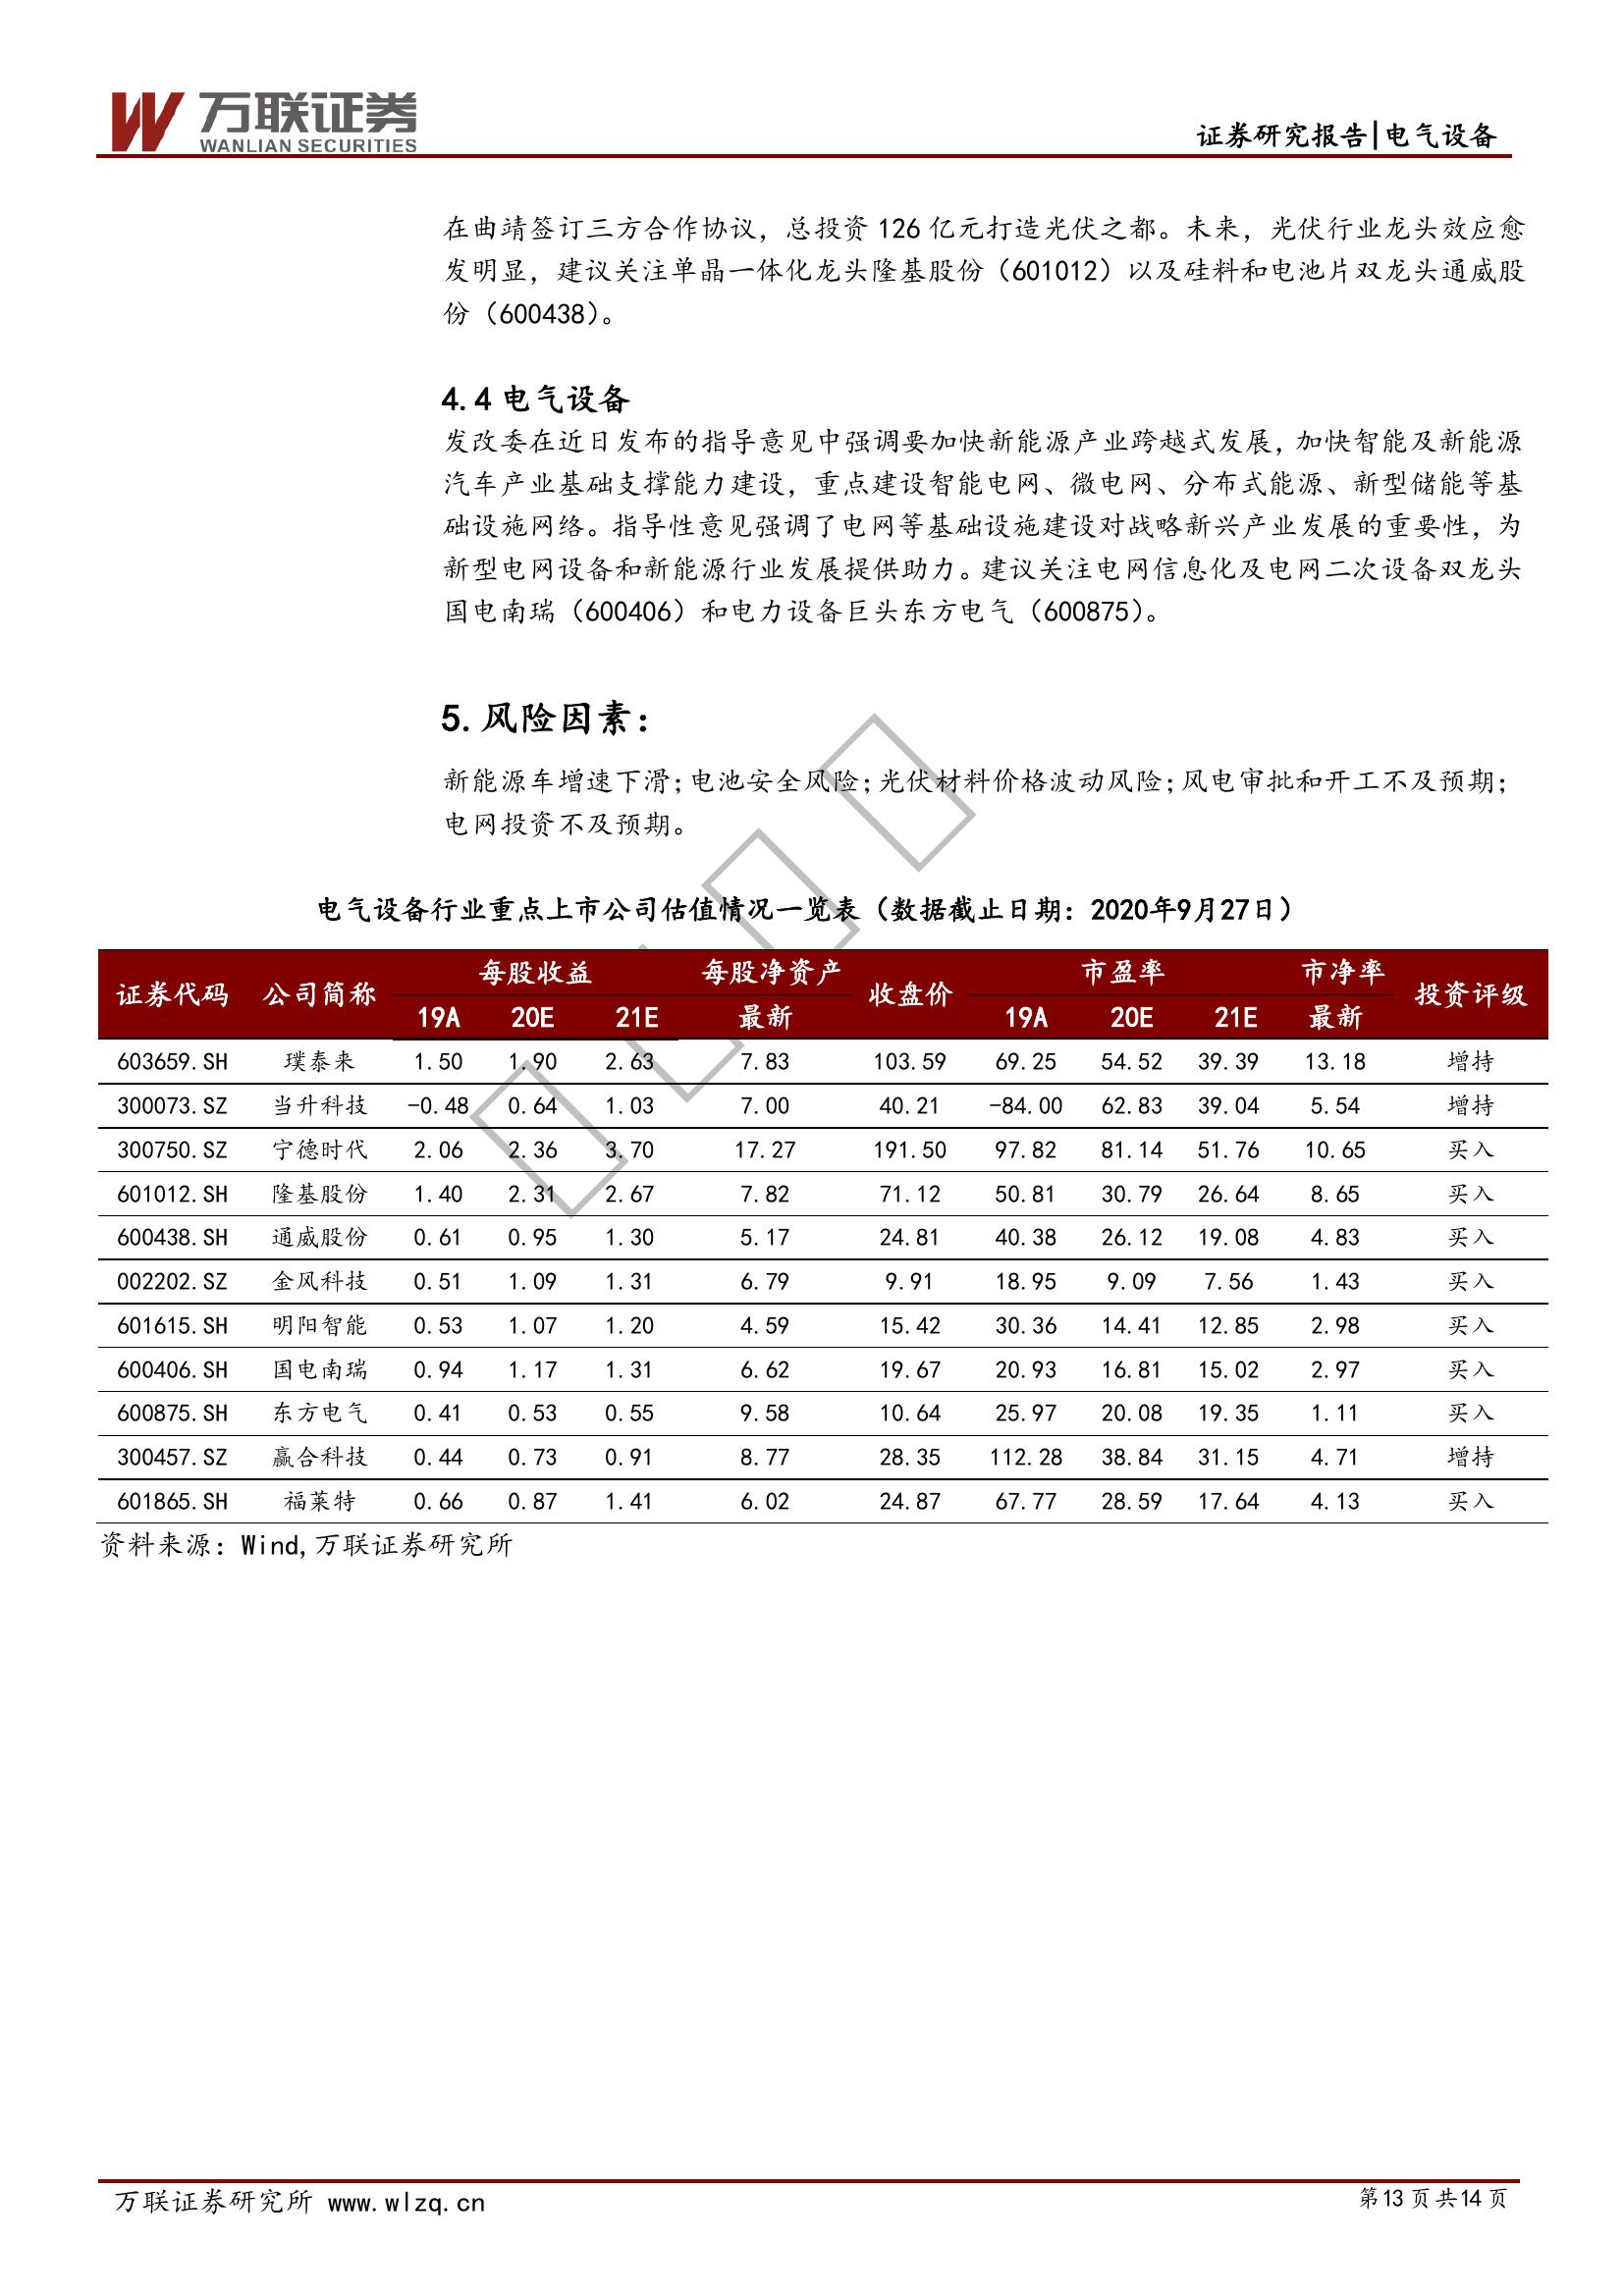 万联证券
WANLIAN SECURITIES
证券研究报告|电气设备
在曲靖签订三方合作协议，总投资 126 亿元打造光伏之都。未来，光伏行业龙头效应愈
发明显，建议关注单晶一体化龙头隆基股份（601012）以及硅料和电池片双龙头通威股
份（600438）。
4.4 电气设备
发改委在近日发布的指导意见中强调要加快新能源产业跨越式发展，加快智能及新能源
汽车产业基础支撑能力建设，重点建设智能电网、微电网、分布式能源、新型储能等基
础设施网络。指导性意见强调了电网等基础设施建设对战略新兴产业发展的重要性，为
新型电网设备和新能源行业发展提供助力。建议关注电网信息化及电网二次设备双龙头
国电南瑞（600406）和电力设备巨头东方电气（600875）。
5.风险因素：
新能源车增速下滑；电池安全风险；光伏材料价格波动风险；风电审批和开工不及预期；
电网投资不及预期。
电气设备行业重点上市公司估值情况一览表（数据截止日期：2020年9月27日）
证券代码 公司简称 每股收益 每股净资产 收盘价 市盈率 市净率 投资评级
19A 20E 21E 最新 19A 20E 21E 最新
603659.SH 璞泰来 1.50 1.90 2.63 7.83 103.59 69.25 54.52 39.39 13.18 增持
300073.SZ 当升科技 -0.48 0.64 1.03 7.00 40.21 -84.00 62.83 39.04 5.54 增持
300750.SZ 宁德时代 2.06 2.36 3.70 17.27 191.50 97.82 81.14 51.76 10.65 买入
601012.SH 隆基股份 1.40 2.31 2.67 7.82 71.12 50.81 30.79 26.64 8.65 买入
600438.SH 通威股份 0.61 0.95 1.30 5.17 24.81 40.38 26.12 19.08 4.83 买入
002202.SZ 金风科技 0.51 1.09 1.31 6.79 9.91 18.95 9.09 7.56 1.43 买入
601615.SH 明阳智能 0.53 1.07 1.20 4.59 15.42 30.36 14.41 12.85 2.98 买入
600406.SH 国电南瑞 0.94 1.17 1.31 6.62 19.67 20.93 16.81 15.02 2.97 买入
600875.SH 东方电气 0.41 0.53 0.55 9.58 10.64 25.97 20.08 19.35 1.11 买入
300457.SZ 赢合科技 0.44 0.73 0.91 8.77 28.35 112.28 38.84 31.15 4.71 增持
601865.SH 福莱特 0.66 0.87 1.41 6.02 24.87 67.77 28.59 17.64 4.13 买入
资料来源：Wind,万联证券研究所
万联证券研究所 www.wlzq.cn
第13 页 共14 页